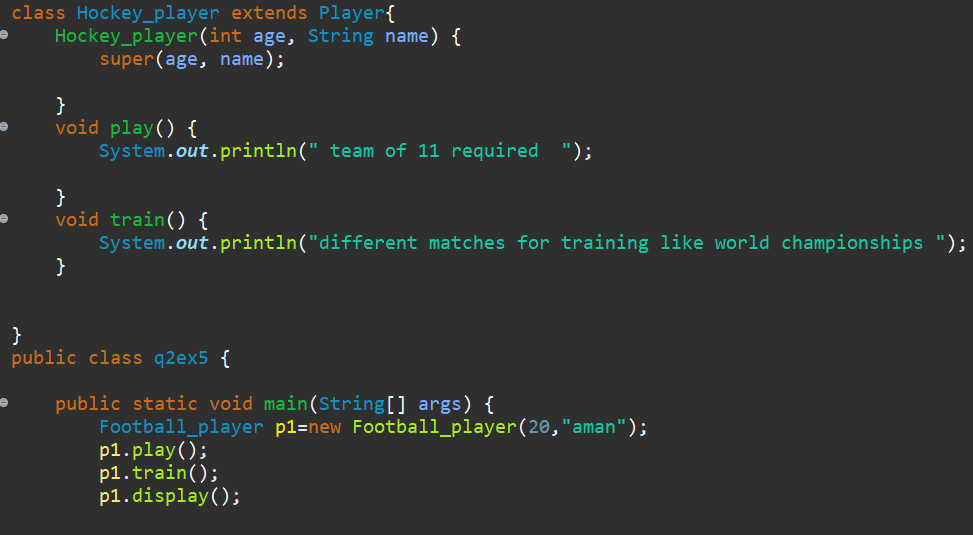 class Hockey_player extends Player{
Hockey_player(int age, String name) {
super(age, name);
}
void play() {
System.out.println(" team of 11 required  ");
}
void train() {
System.out.println("different matches for training like world championships ");
}
}
public class q2ex5 {
public static void main(String[] args) {
Football_player p1=new Football_player(20,"aman");
p1.play();
p1.train();
p1.display();